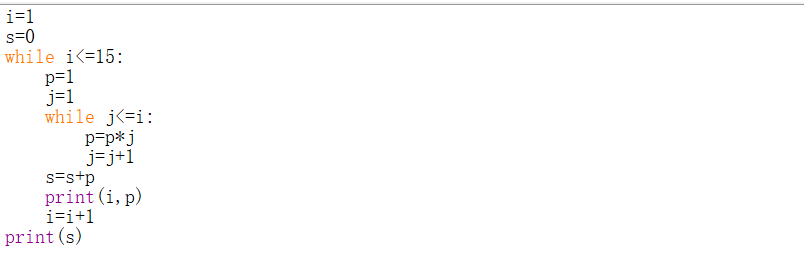 i=1
s=0
while i<=15:
    p=1
    j=1
    while j<=i:
        p=p*j
        j=j+1
    s=s+p
    print(i,p)
    i=i+1
print(s)